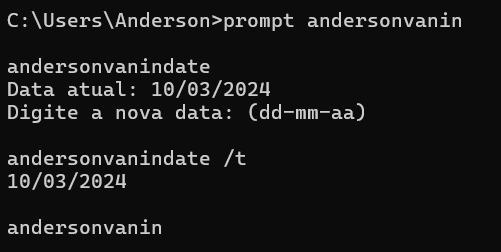 C:\Users\Anderson>prompt andersonvanin
andersonvanindate
Data atual: 10/03/2024
Digite a nova data: (dd-mm-aa)
andersonvanindate /t
10/03/2024
andersonvanin